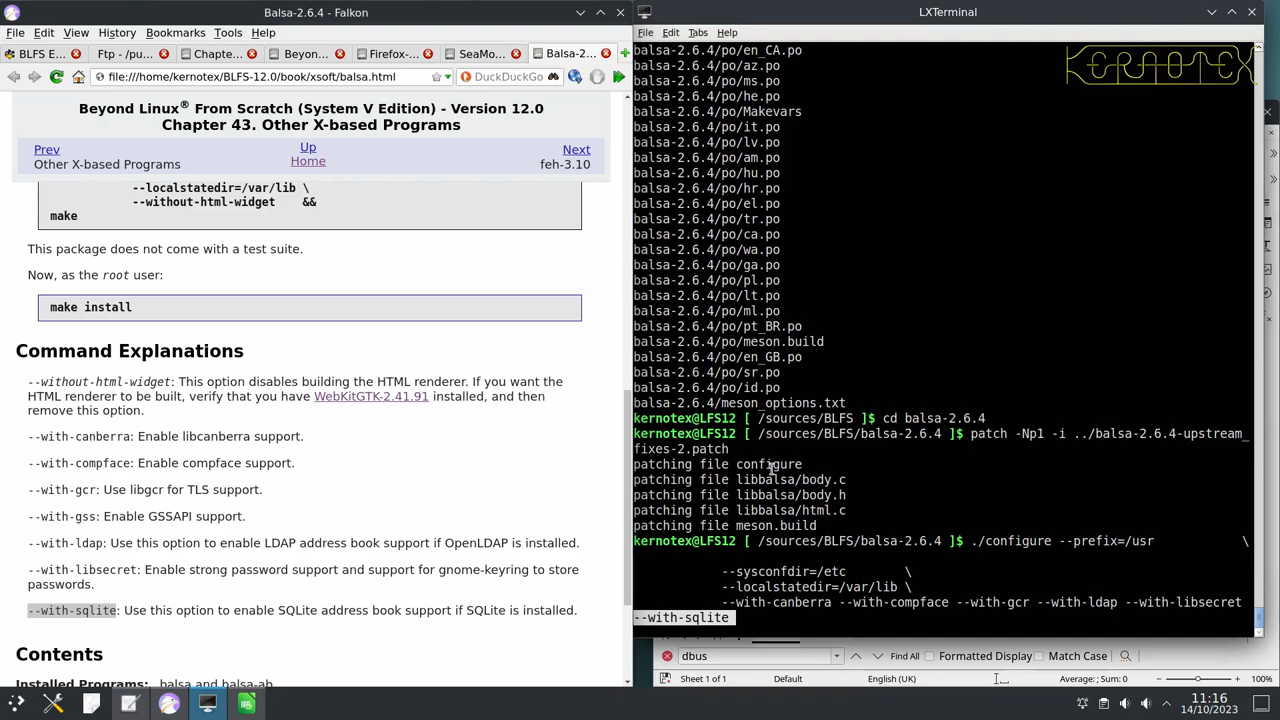 Balsa-2.6.4 - Falkon
File Edit View History Bookmarks Tools Help
BLFS E...
Ftp - /pu...
Chapte...
Beyon...
Firefox-...
SeaMo...
Balsa-2...
file:///home/kernotex/BLFS-12.0/book/xsoft/balsa.html
DuckDuckGo
Beyond Linux® From Scratch (System V Edition) - Version 12.0
Chapter 43. Other X-based Programs
Prev
Up
Next
Other X-based Programs
Home
feh-3.10
--localstatedir=/var/lib \
--without-html-widget    &&
make
This package does not come with a test suite.
Now, as the root user:
make install
Command Explanations
--without-html-widget: This option disables building the HTML renderer. If you want the
HTML renderer to be built, verify that you have WebKitGTK-2.41.91 installed, and then
remove this option.
--with-canberra: Enable libcanberra support.
--with-compface: Enable compface support.
--with-gcr: Use libgcr for TLS support.
--with-gss: Enable GSSAPI support.
--with-ldap: Use this option to enable LDAP address book support if OpenLDAP is installed.
--with-libsecret: Enable strong password support and support for gnome-keyring to store
passwords.
--with-sqlite: Use this option to enable SQLite address book support if SQLite is installed.
Contents
Installed Programs: balsa and balsa-ab
LXTerminal
File Edit Tabs Help
KERNOTEX
balsa-2.6.4/po/en_CA.po
balsa-2.6.4/po/az.po
balsa-2.6.4/po/ms.po
balsa-2.6.4/po/he.po
balsa-2.6.4/po/Makevars
balsa-2.6.4/po/it.po
balsa-2.6.4/po/lv.po
balsa-2.6.4/po/am.po
balsa-2.6.4/po/hu.po
balsa-2.6.4/po/hr.po
balsa-2.6.4/po/el.po
balsa-2.6.4/po/tr.po
balsa-2.6.4/po/ca.po
balsa-2.6.4/po/wa.po
balsa-2.6.4/po/ga.po
balsa-2.6.4/po/pl.po
balsa-2.6.4/po/lt.po
balsa-2.6.4/po/ml.po
balsa-2.6.4/po/pt_BR.po
balsa-2.6.4/po/meson.build
balsa-2.6.4/po/en_GB.po
balsa-2.6.4/po/sr.po
balsa-2.6.4/po/id.po
balsa-2.6.4/meson_options.txt
kernotex@LFS12 [ /sources/BLFS ]$ cd balsa-2.6.4
kernotex@LFS12 [ /sources/BLFS/balsa-2.6.4 ]$ patch -Np1 -i ../balsa-2.6.4-upstream_
fixes-2.patch
patching file configure
patching file libbalsa/body.c
patching file libbalsa/body.h
patching file libbalsa/html.c
patching file meson.build
kernotex@LFS12 [ /sources/BLFS/balsa-2.6.4 ]$ ./configure --prefix=/usr            \
--sysconfdir=/etc        \
--localstatedir=/var/lib \
--with-canberra --with-compface --with-gcr --with-ldap --with-libsecret
--with-sqlite
dbus
Find All
Formatted Display
Match Case
Sheet 1 of 1
Default
English (UK)
Average: ; Sum: 0
100%
11:16
14/10/2023